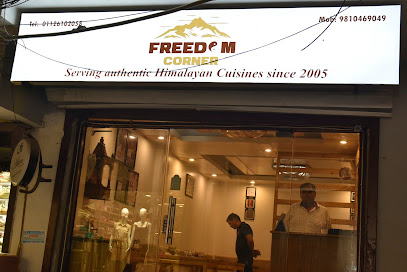 Tel. 01126102058
Mob: 9810469049
FREEDOM
CORNER
Serving authentic Himalayan Cuisines since 2005